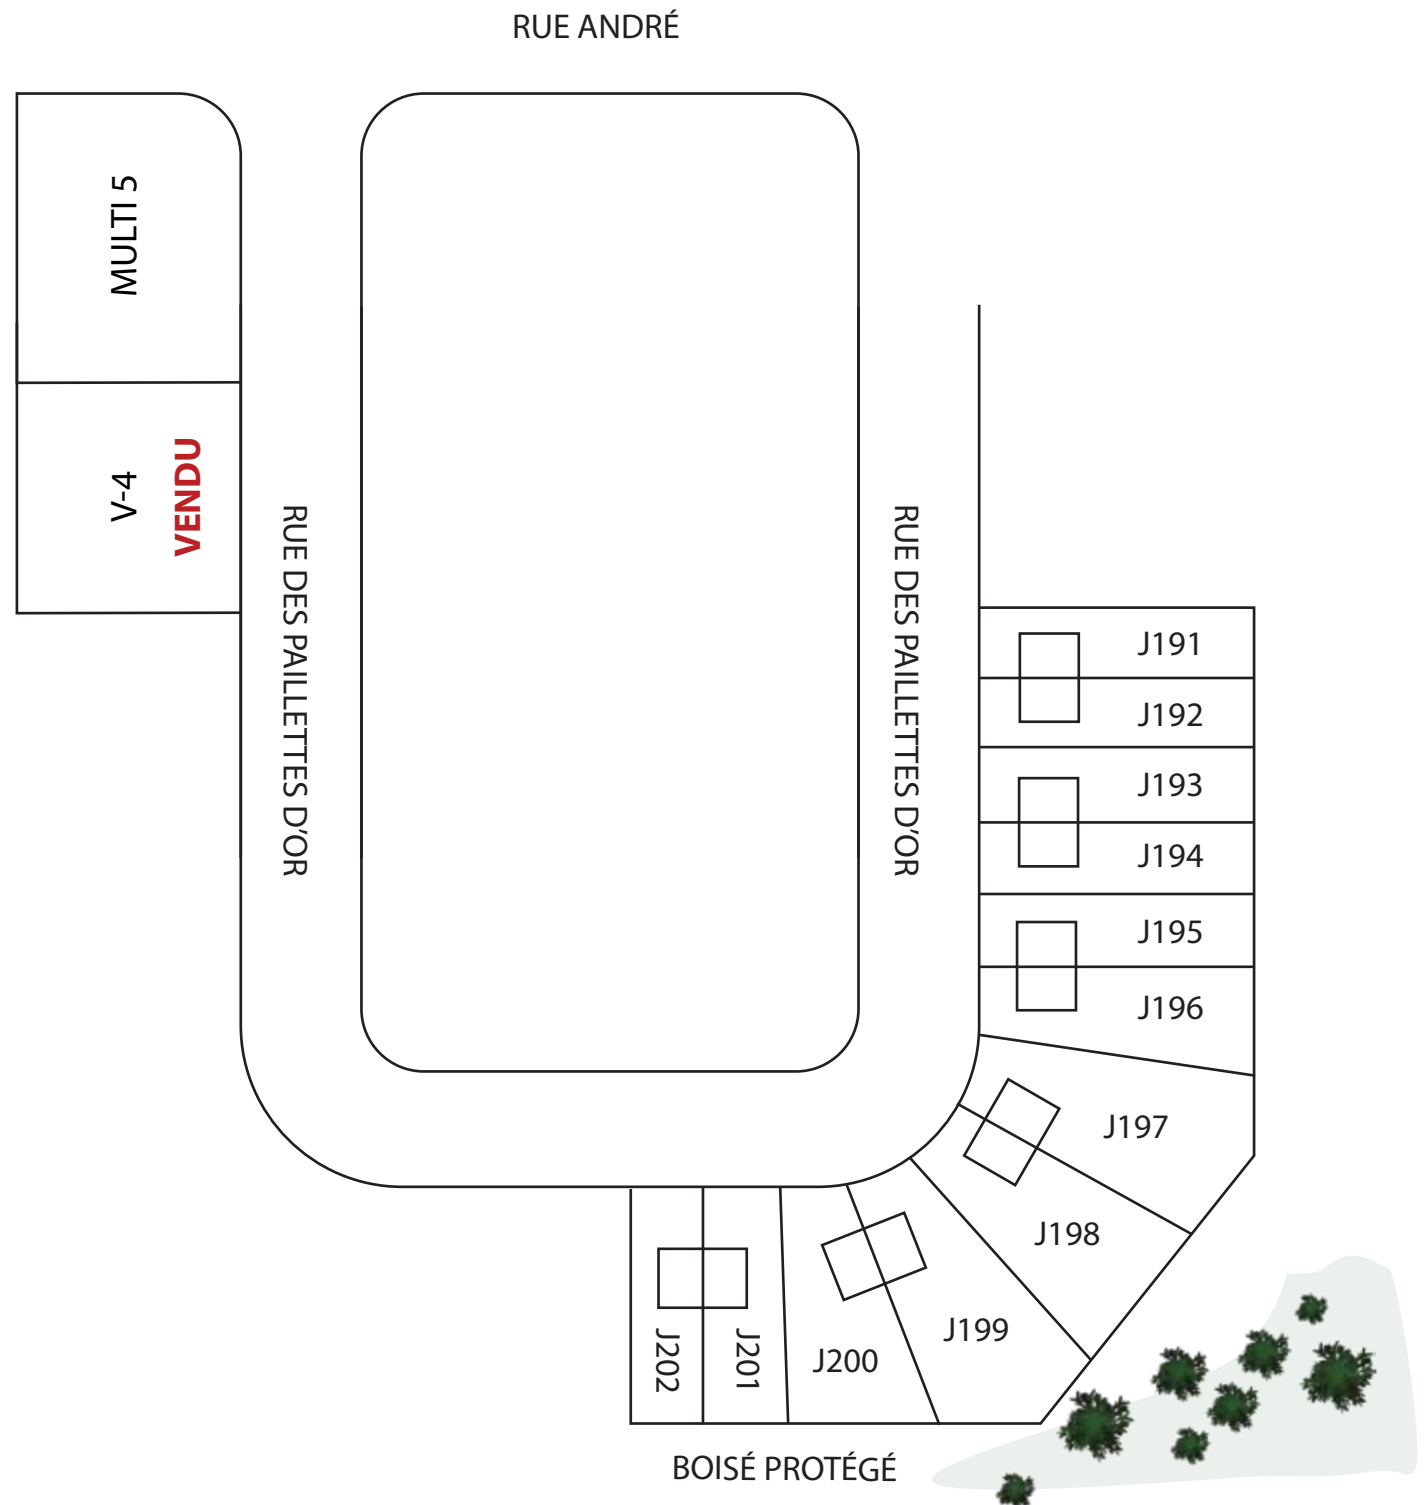 RUE ANDRÉ
MULTI 5
V-4
VENDU
RUE DES PAILLETTES D'OR
RUE DES PAILLETTES D'OR
J191
J192
J193
J194
J195
J196
J197
J198
J199
J200
J201
J202
BOISÉ PROTÉGÉ